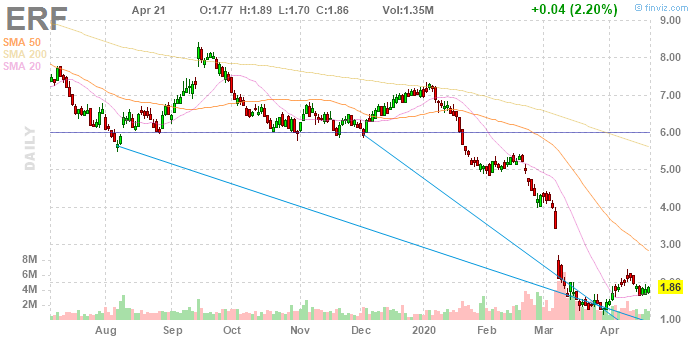 ERF Apr 21 O:1.77 H:1.89 L:1.70 C:1.86 Vol:1.35M +0.04 (2.20%)
© finviz.com
SMA 50
SMA 200
SMA 20
DAILY
9.00
8.00
7.00
6.00
5.00
4.00
3.00
2.00
1.86
1.00
8M
6M
4M
2M
Aug Sep Oct Nov Dec 2020 Feb Mar Apr